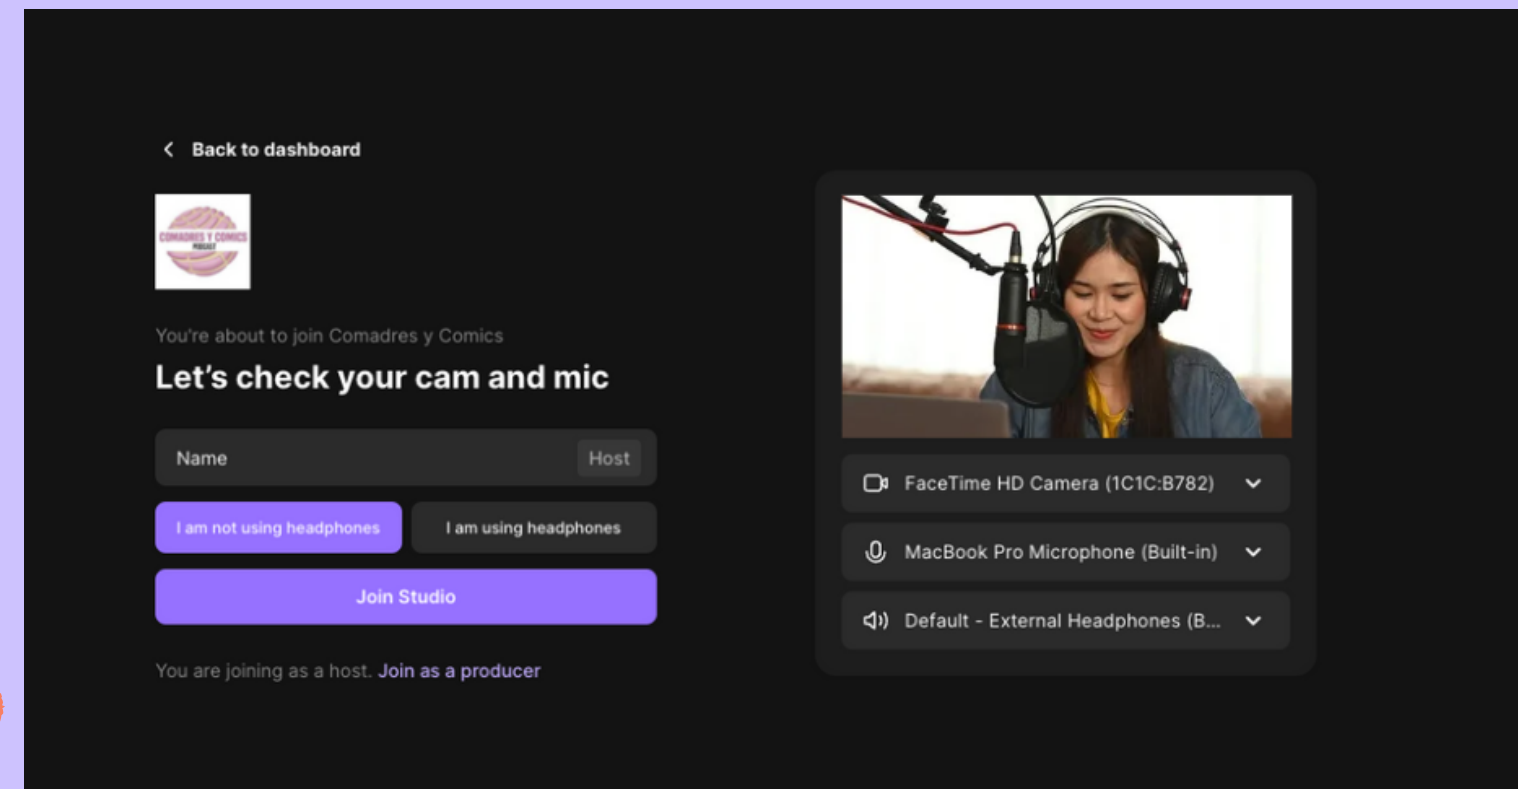 Back to dashboard
COMADRES Y COMICS
PODCAST
You're about to join Comadres y Comics
Let's check your cam and mic
Name
Host
I am not using headphones
I am using headphones
Join Studio
You are joining as a host. Join as a producer
FaceTime HD Camera (1C1C:B782)
MacBook Pro Microphone (Built-in)
Default - External Headphones (B...